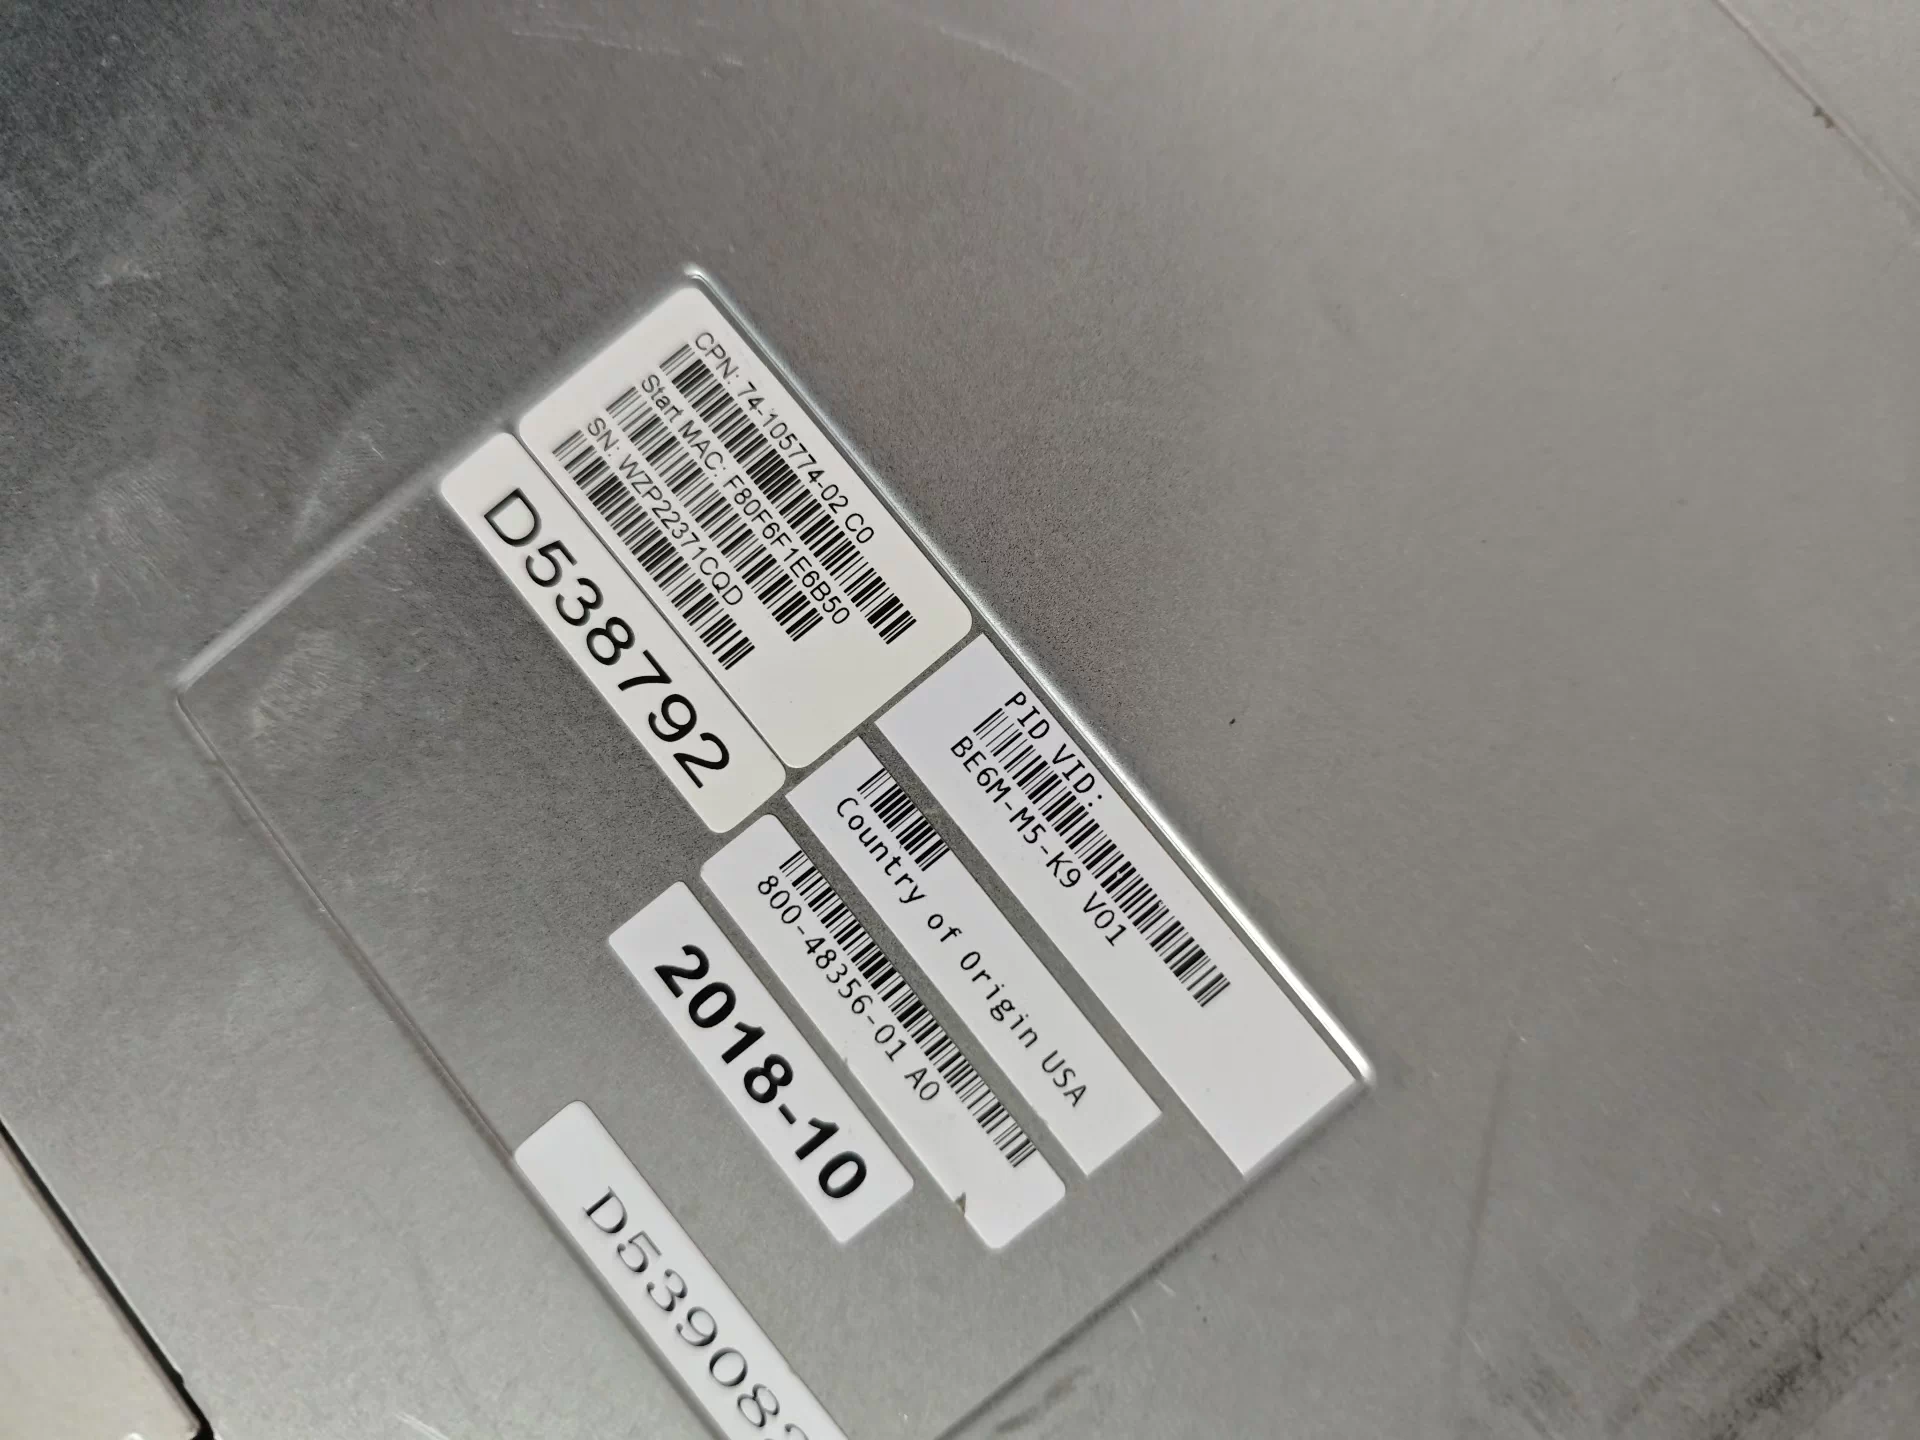 CPN: 74-105774-02 C0
Start MAC: F80F6F1E6B50
SN: WZP22371CQD
D538792
PID VID:
BE6M-M5-K9 V01
Country of Origin USA
800-48356-01 A0
2018-10